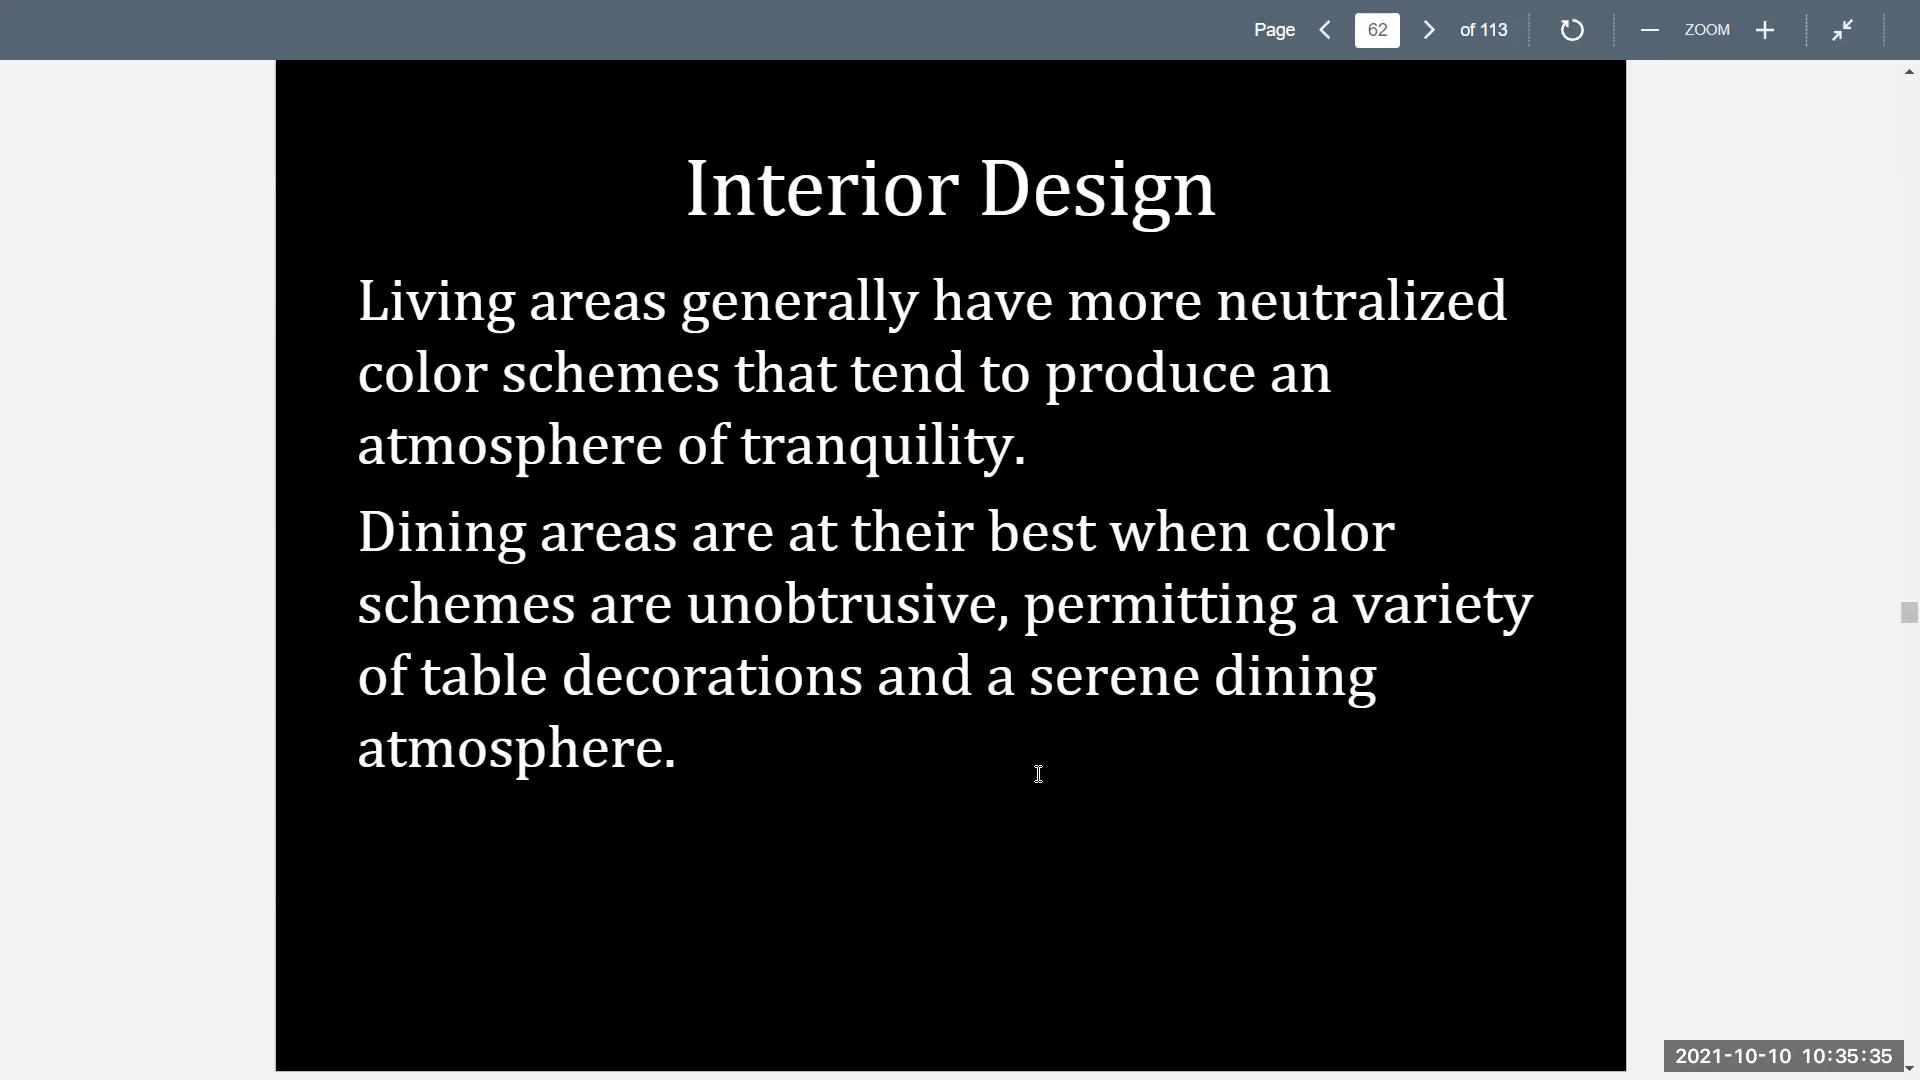 Page 62 of 113 ZOOM
Interior Design
Living areas generally have more neutralized
color schemes that tend to produce an
atmosphere of tranquility.
Dining areas are at their best when color
schemes are unobtrusive, permitting a variety
of table decorations and a serene dining
atmosphere.
2021-10-10 10:35:35